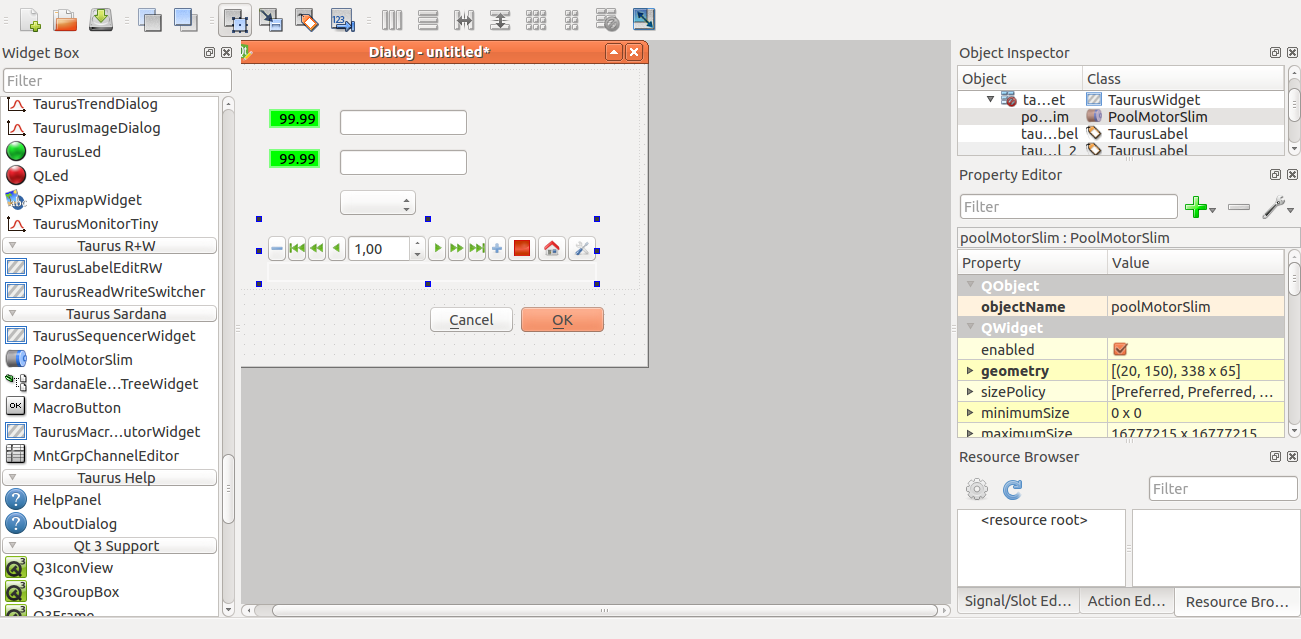 123
Widget Box
Filter
TaurusTrendDialog
TaurusImageDialog
TaurusLed
QLed
QPixmapWidget
TaurusMonitorTiny
Taurus R+W
TaurusLabelEditRW
TaurusReadWriteSwitcher
Taurus Sardana
TaurusSequencerWidget
PoolMotorSlim
SardanaEle...TreeWidget
OK MacroButton
TaurusMacr...utorWidget
MntGrpChannelEditor
Taurus Help
? HelpPanel
? AboutDialog
Qt 3 Support
Q3IconView
Q3GroupBox
Q3Frame
Dialog - untitled*
99.99
99.99
1,00
Cancel
OK
Object Inspector
Object Class
ta...et TaurusWidget
po...im PoolMotorSlim
tau...bel TaurusLabel
tau...l_2 TaurusLabel
Property Editor
Filter
poolMotorSlim : PoolMotorSlim
Property Value
QObject
objectName poolMotorSlim
QWidget
enabled
geometry [(20, 150), 338 x 65]
sizePolicy [Preferred, Preferred, ...
minimumSize 0 x 0
maximumSize 16777215 x 16777215
Resource Browser
Filter
<resource root>
Signal/Slot Ed... Action Ed... Resource Bro...